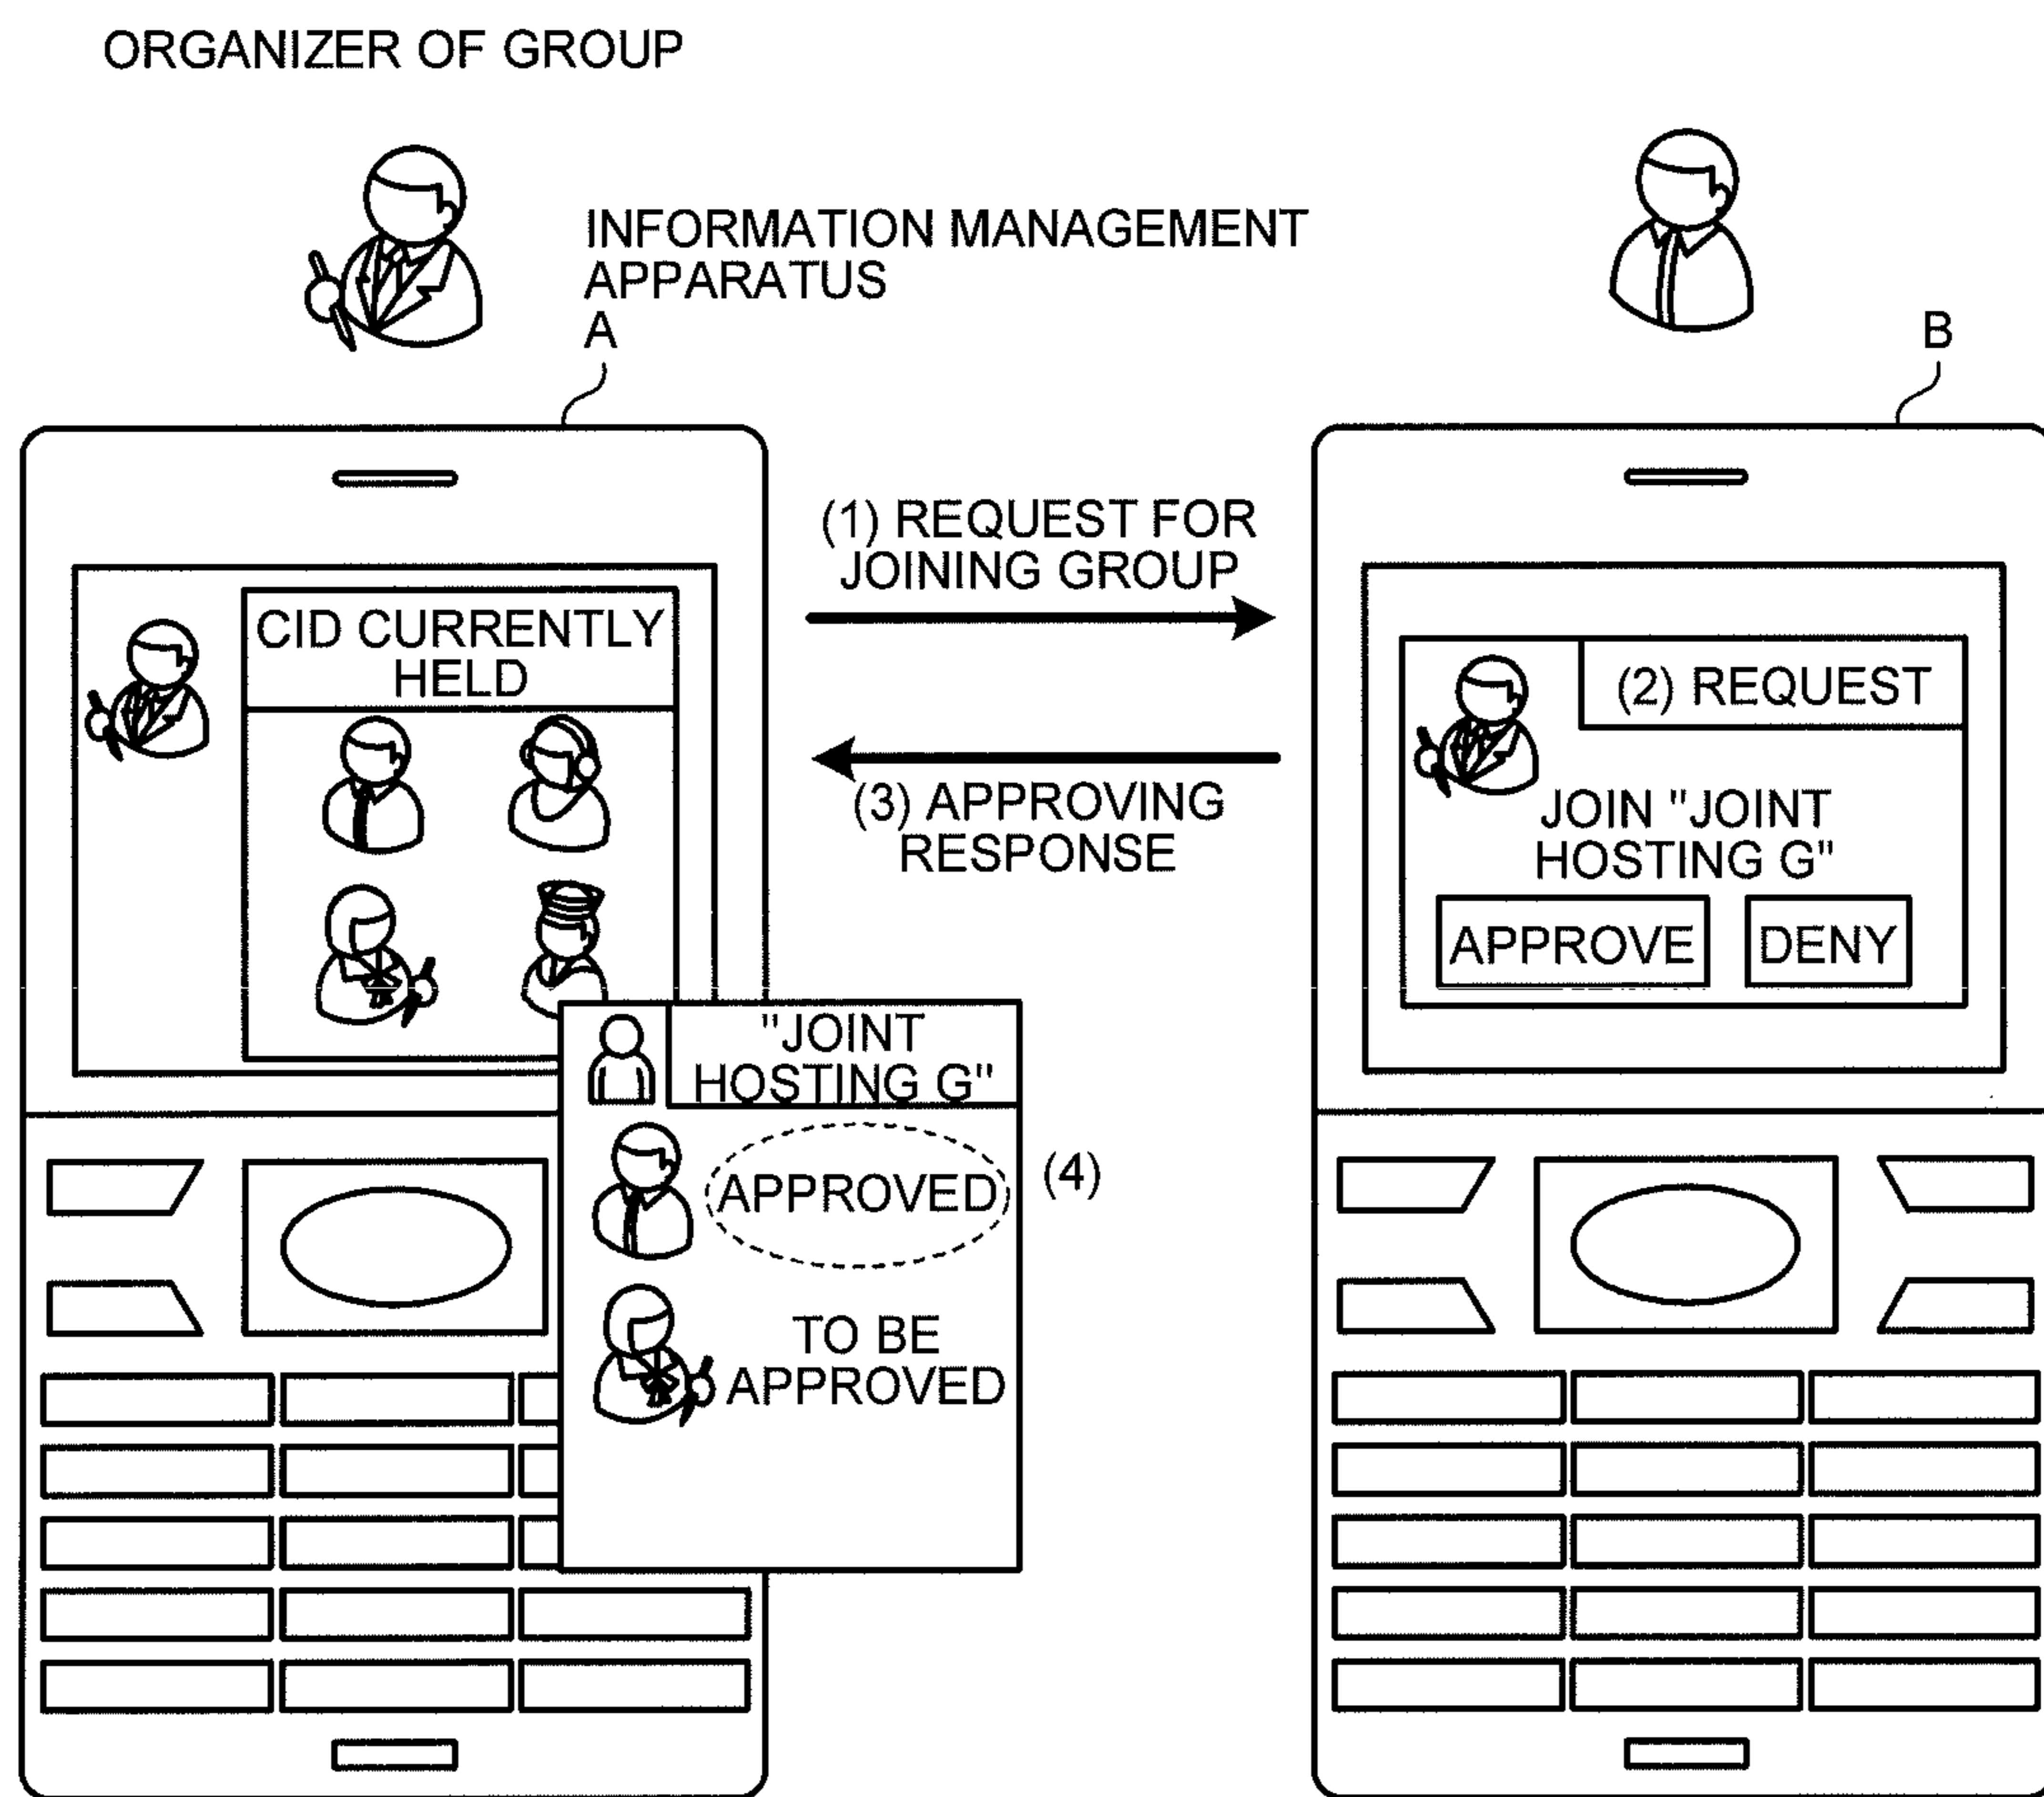 ORGANIZER OF GROUP
INFORMATION MANAGEMENT
APPARATUS
A
B
(1) REQUEST FOR
JOINING GROUP
CID CURRENTLY
HELD
(2) REQUEST
(3) APPROVING
RESPONSE
JOIN "JOINT
HOSTING G"
APPROVE
DENY
"JOINT
HOSTING G"
APPROVED
(4)
TO BE
APPROVED